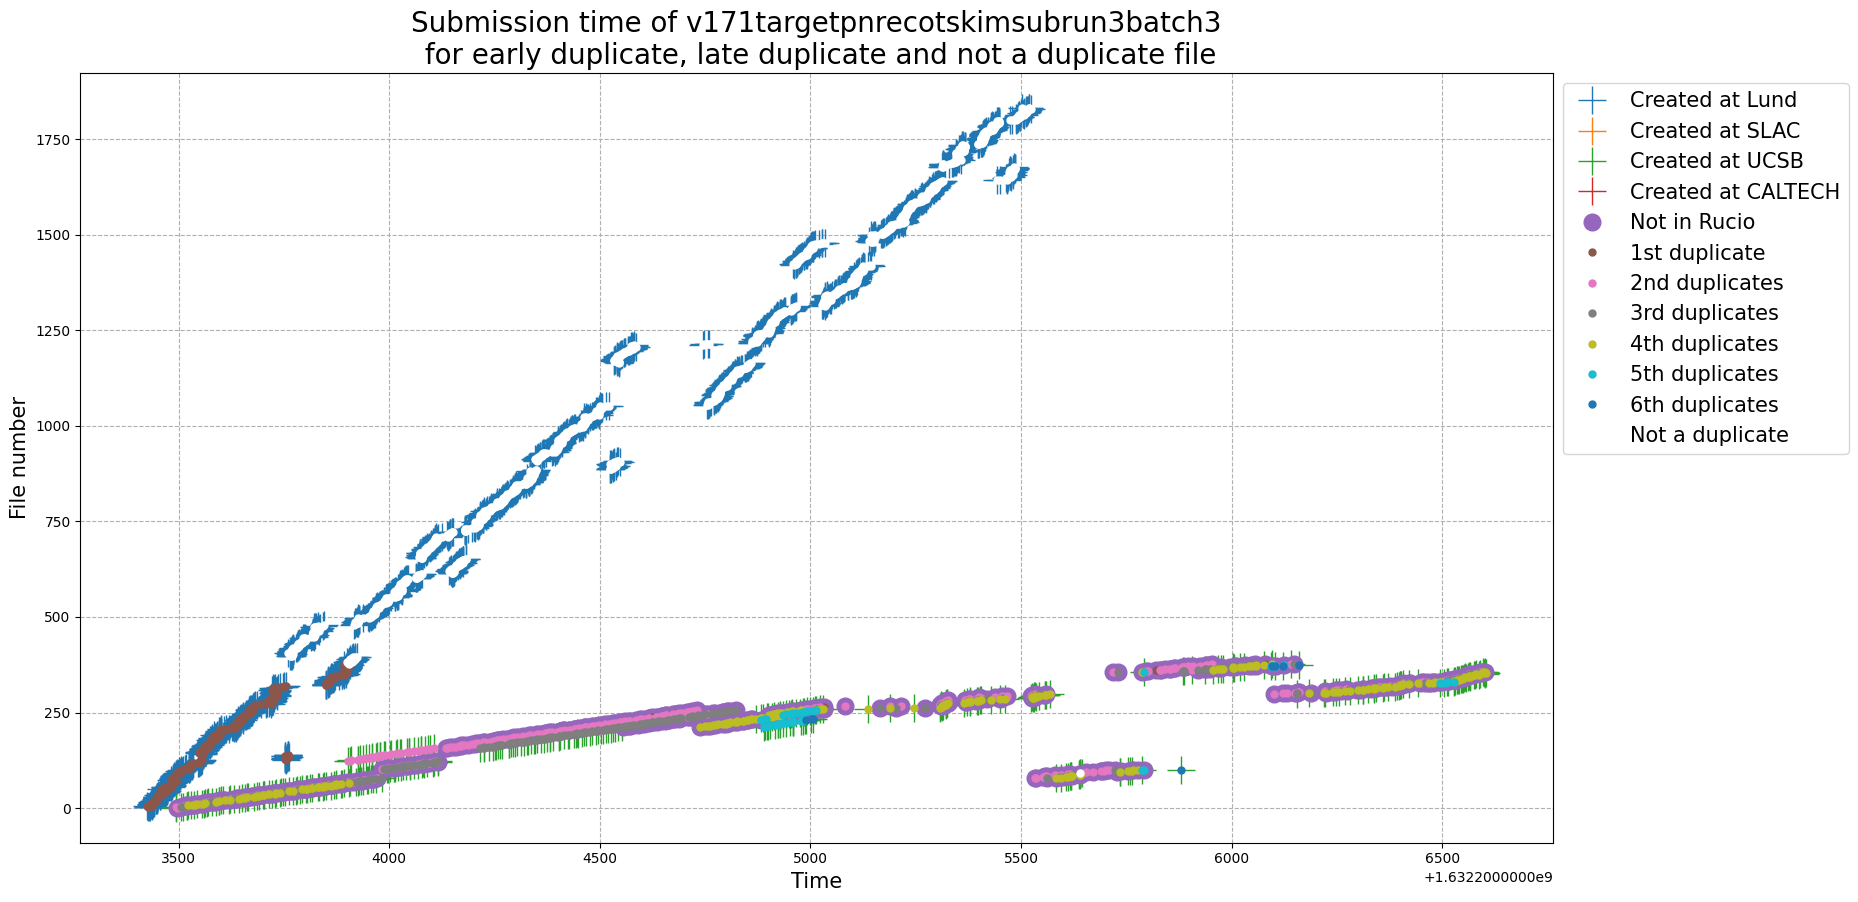 Submission time of v171targetpnrecotskimsubrun3batch3
for early duplicate, late duplicate and not a duplicate file
File number
1750
1500
1250
1000
750
500
250
0
3500
4000
4500
5000
5500
6000
6500
Time
+1.6322000000e9
Created at Lund
Created at SLAC
Created at UCSB
Created at CALTECH
Not in Rucio
1st duplicate
2nd duplicates
3rd duplicates
4th duplicates
5th duplicates
6th duplicates
Not a duplicate